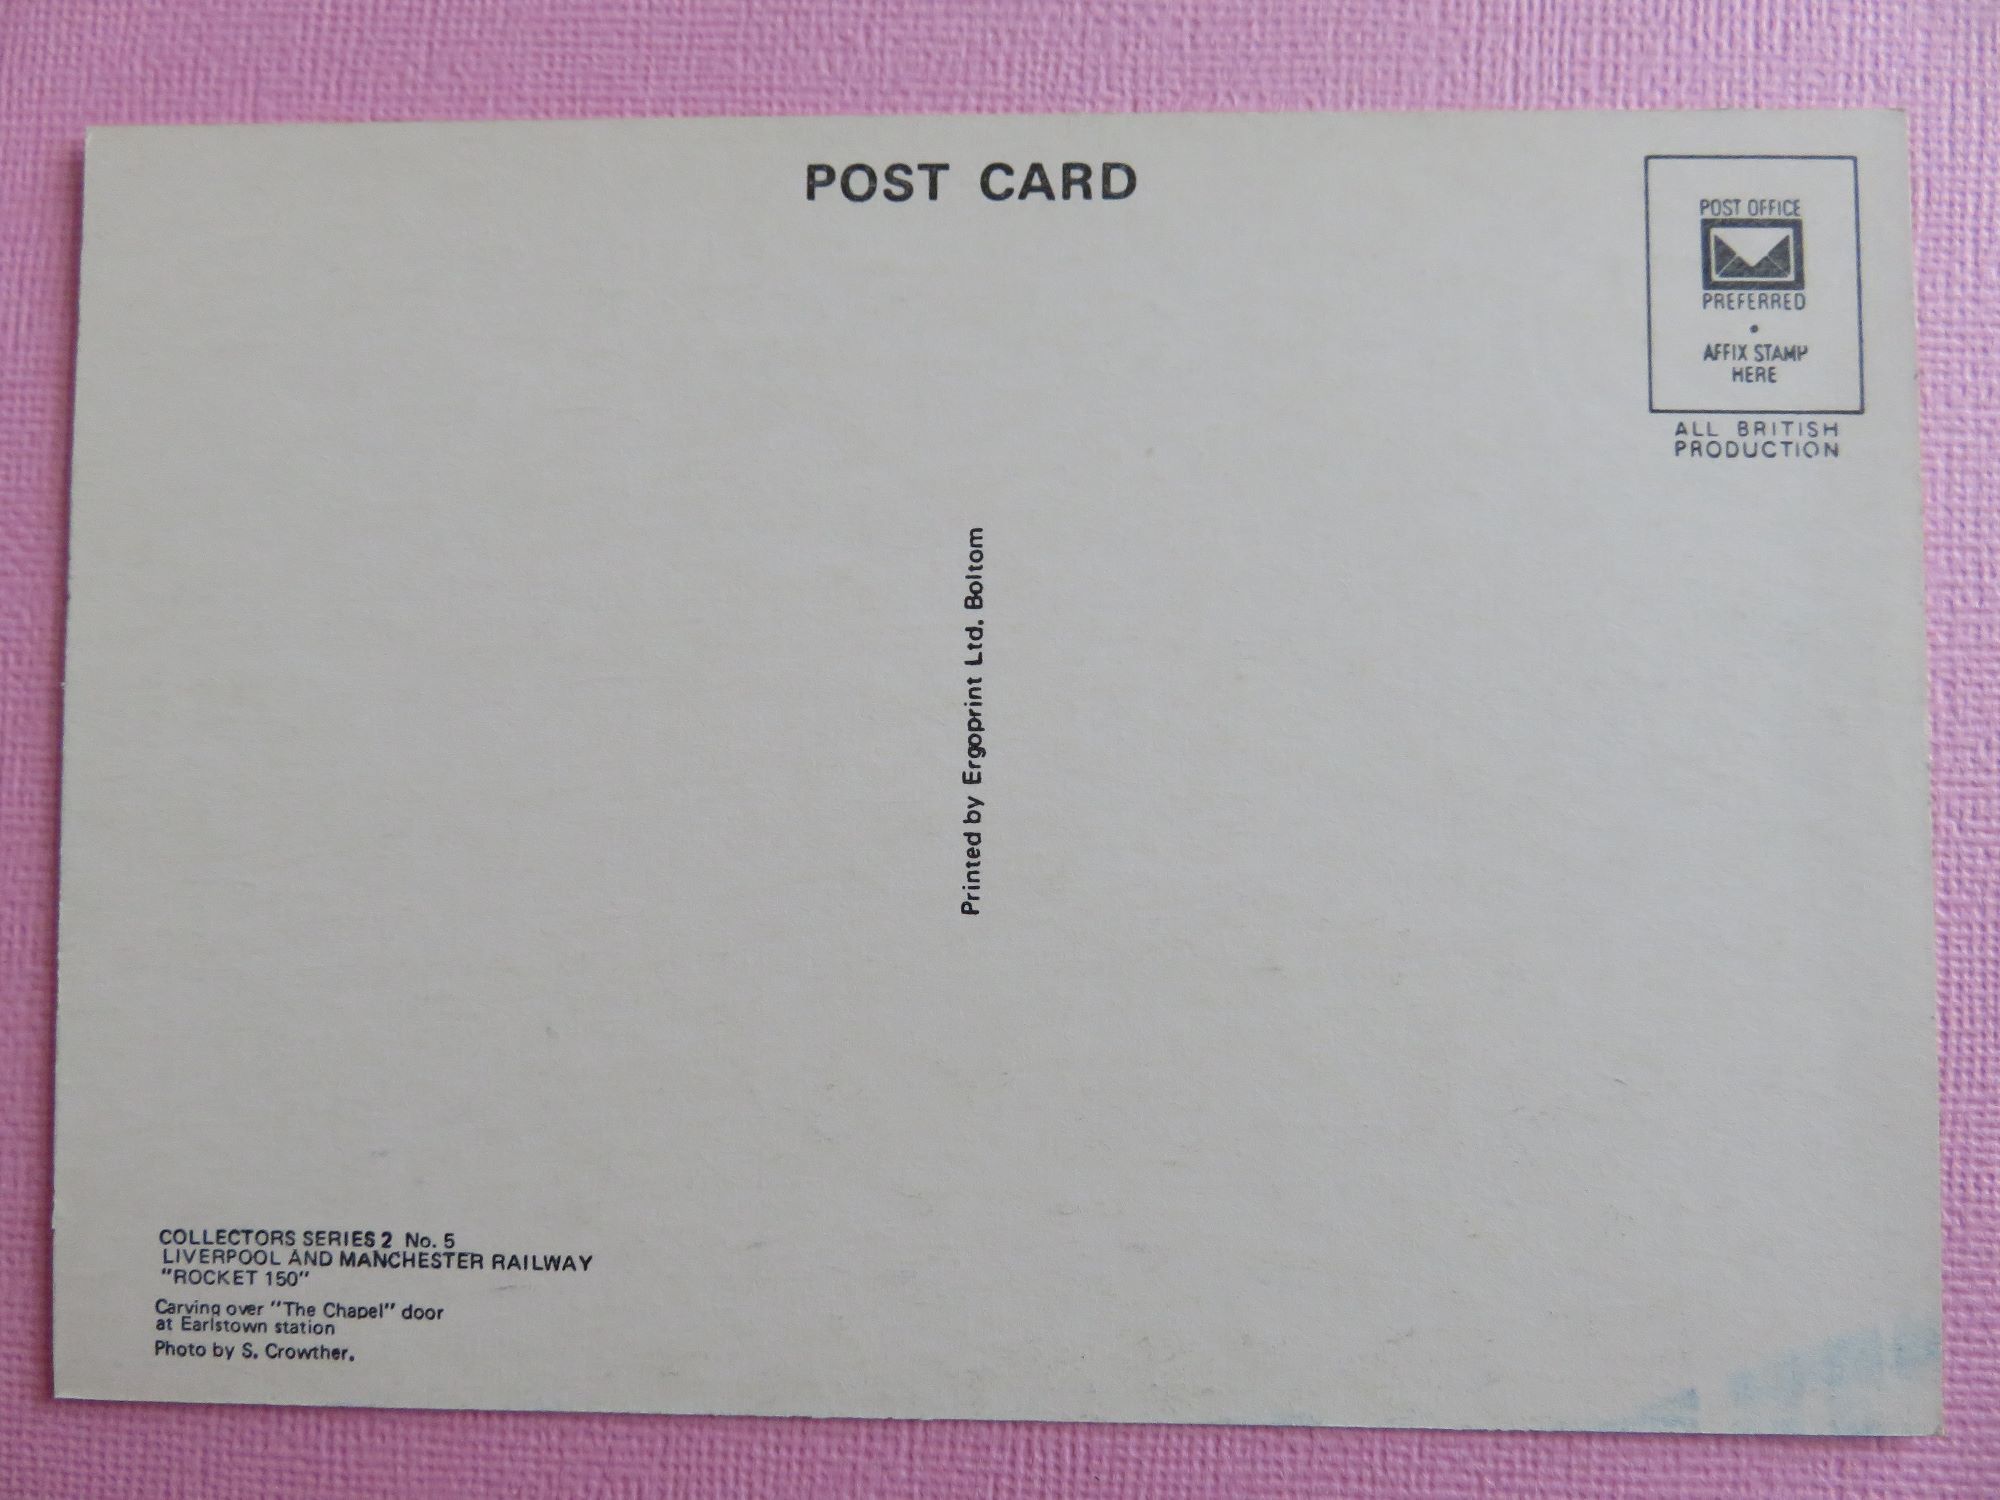 POST CARD
POST OFFICE
PREFERRED
AFFIX STAMP
HERE
ALL BRITISH
PRODUCTION
Printed by Ergoprint Ltd. Boltom
COLLECTORS SERIES 2 No. 5
LIVERPOOL AND MANCHESTER RAILWAY
"ROCKET 150"
Carving over "The Chapel" door
at Earlstown station
Photo by S. Crowther.